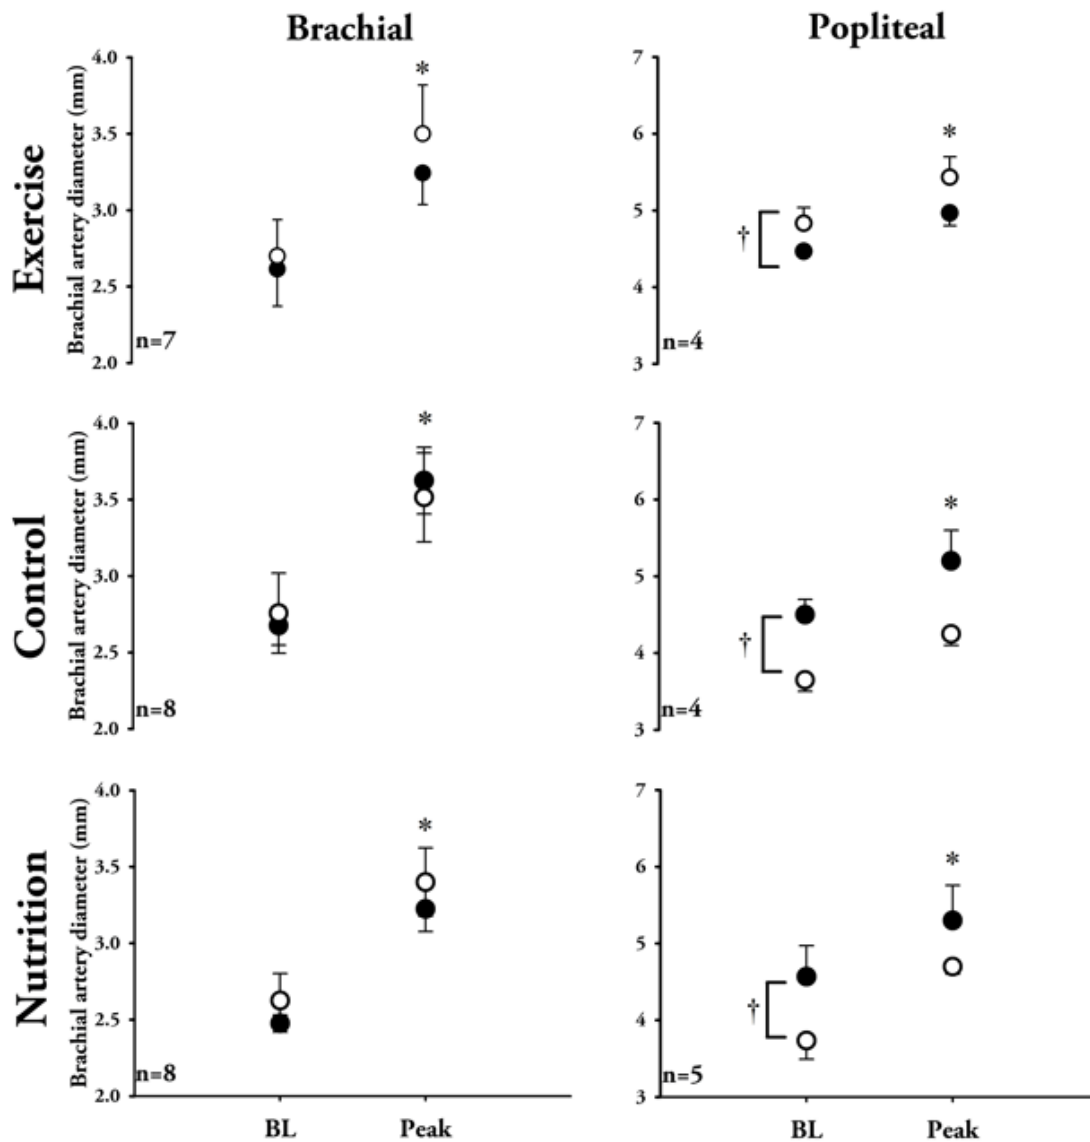 Brachial
Popliteal
Exercise
Brachial artery diameter (mm)
4.0
3.5
3.0
2.5
2.0
*
n=7
7
6
5
4
3
*
†
n=4
Control
Brachial artery diameter (mm)
4.0
3.5
3.0
2.5
2.0
*
n=8
7
6
5
4
3
*
†
n=4
Nutrition
Brachial artery diameter (mm)
4.0
3.5
3.0
2.5
2.0
*
n=8
7
6
5
4
3
*
†
n=5
BL
Peak
BL
Peak